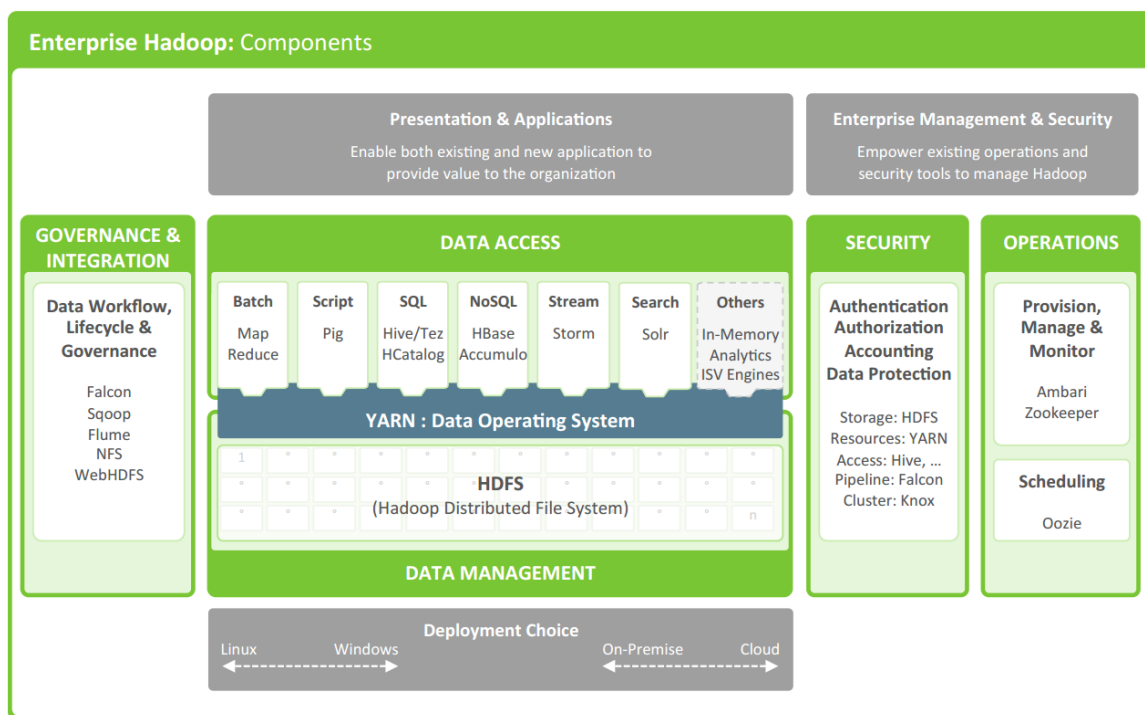 Enterprise Hadoop: Components
Presentation & Applications
Enable both existing and new application to
provide value to the organization
Enterprise Management & Security
Empower existing operations and
security tools to manage Hadoop
GOVERNANCE &
INTEGRATION
Data Workflow,
Lifecycle &
Governance
Falcon
Sqoop
Flume
NFS
WebHDFS
DATA ACCESS
Batch
Map
Reduce
Script
Pig
SQL
Hive/Tez
HCatalog
NoSQL
HBase
Accumulo
Stream
Storm
Search
Solr
Others
In-Memory
Analytics
ISV Engines
YARN : Data Operating System
1
HDFS
(Hadoop Distributed File System)
n
DATA MANAGEMENT
SECURITY
Authentication
Authorization
Accounting
Data Protection
Storage: HDFS
Resources: YARN
Access: Hive, ...
Pipeline: Falcon
Cluster: Knox
OPERATIONS
Provision,
Manage &
Monitor
Ambari
Zookeeper
Scheduling
Oozie
Deployment Choice
Linux
Windows
On-Premise
Cloud